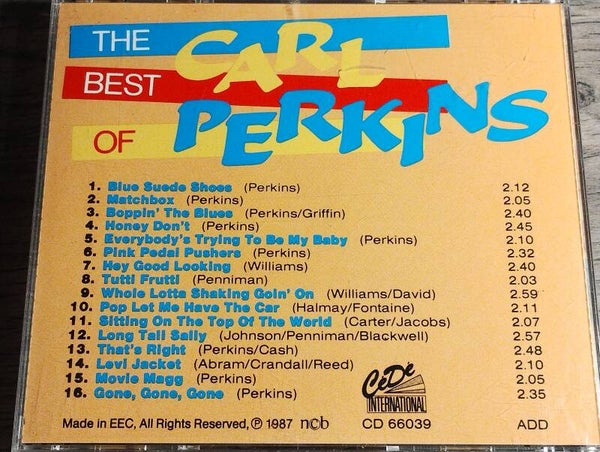 THE
BEST
OF
CARL
PERKINS
1. Blue Suede Shoes (Perkins) 2.12
2. Matchbox (Perkins) 2.05
3. Boppin' The Blues (Perkins/Griffin) 2.40
4. Honey Don't (Perkins) 2.45
5. Everybody's Trying To Be My Baby (Perkins) 2.10
6. Pink Pedal Pushers (Perkins) 2.32
7. Hey Good Looking (Williams) 2.40
8. Tutti Frutti (Penniman) 2.03
9. Whole Lotta Shaking Goin' On (Williams/David) 2.59
10. Pop Let Me Have The Car (Halmay/Fontaine) 2.11
11. Sitting On The Top Of The World (Carter/Jacobs) 2.07
12. Long Tall Sally (Johnson/Penniman/Blackwell) 2.57
13. That's Right (Perkins/Cash) 2.48
14. Levi Jacket (Abram/Crandall/Reed) 2.10
15. Movie Magg (Perkins) 2.05
16. Gone, Gone, Gone (Perkins) 2.35
CeDe
INTERNATIONAL
Made in EEC, All Rights Reserved, ℗ 1987 ncb CD 66039 ADD